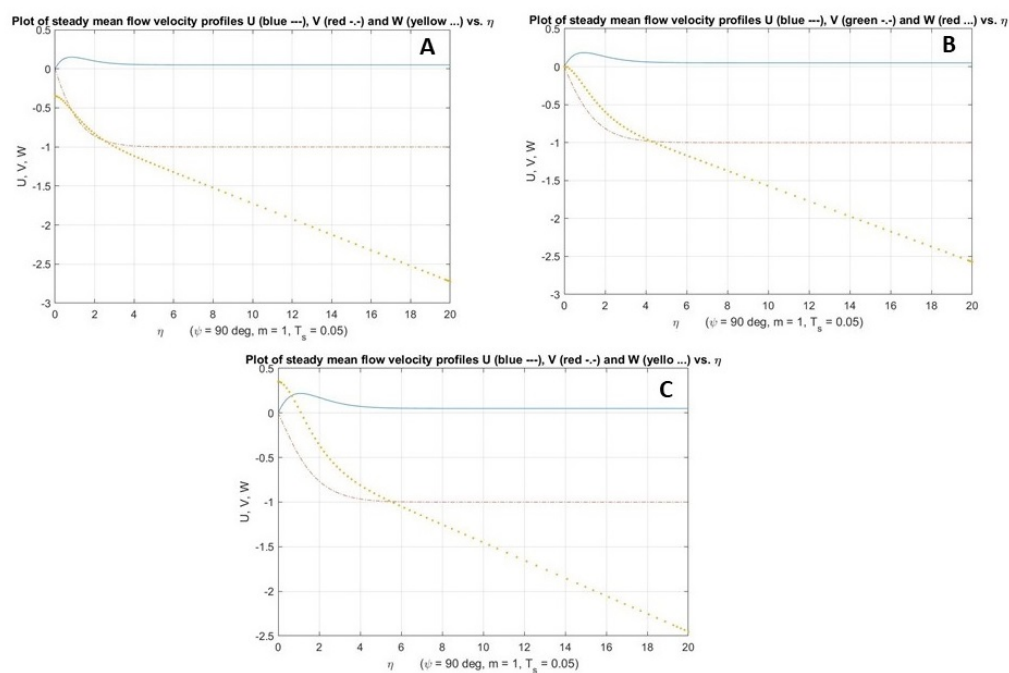 Plot of steady mean flow velocity profiles U (blue ---), V (red -.-) and W (yellow ...) vs. η
A
0.5
0
-0.5
-1
-1.5
-2
-2.5
-3
U, V, W
0 2 4 6 8 10 12 14 16 18 20
η (ψ = 90 deg, m = 1, T_s = 0.05)
Plot of steady mean flow velocity profiles U (blue ---), V (green -.-) and W (red ...) vs. η
B
0.5
0
-0.5
-1
-1.5
-2
-2.5
-3
U, V, W
0 2 4 6 8 10 12 14 16 18 20
η (ψ = 90 deg, m = 1, T_s = 0.05)
Plot of steady mean flow velocity profiles U (blue ---), V (red -.-) and W (yello ...) vs. η
C
0.5
0
-0.5
-1
-1.5
-2
-2.5
U, V, W
0 2 4 6 8 10 12 14 16 18 20
η (ψ = 90 deg, m = 1, T_s = 0.05)